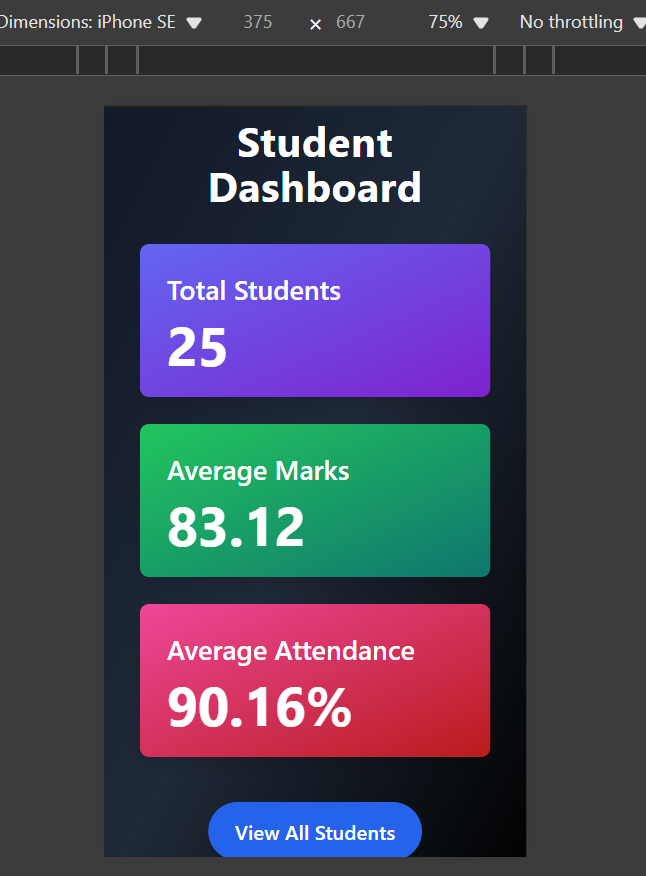 Dimensions: iPhone SE 375 × 667 75% No throttling
Student
Dashboard
Total Students
25
Average Marks
83.12
Average Attendance
90.16%
View All Students